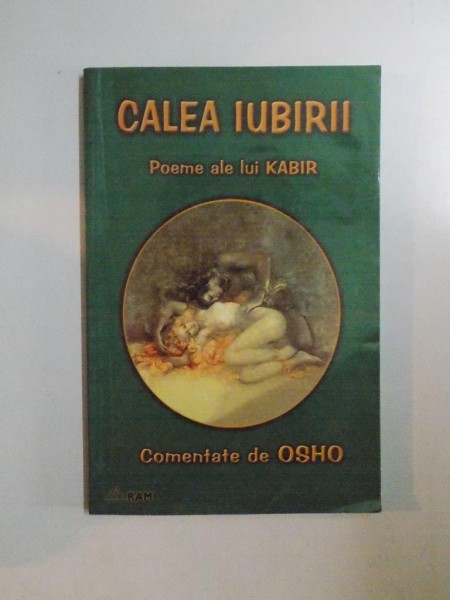 CALEA IUBIRII
Poeme ale lui KABIR
Comentate de OSHO
RAM